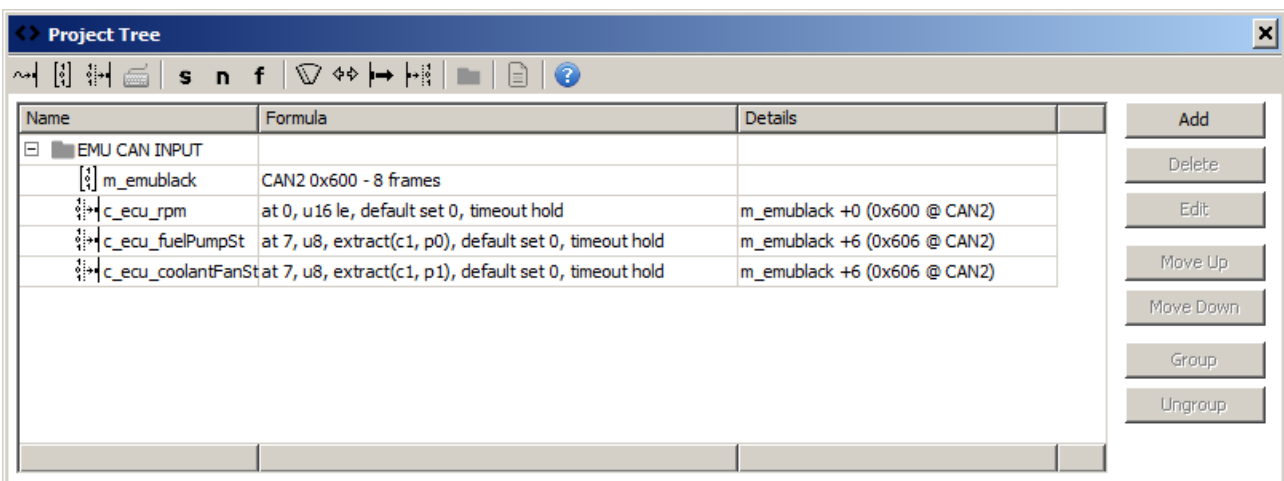 Project Tree
s n f
Name Formula Details
Add
EMU CAN INPUT
Delete
m_emublack CAN2 0x600 - 8 frames
c_ecu_rpm at 0, u16 le, default set 0, timeout hold m_emublack +0 (0x600 @ CAN2)
Edit
c_ecu_fuelPumpSt at 7, u8, extract(c1, p0), default set 0, timeout hold m_emublack +6 (0x606 @ CAN2)
c_ecu_coolantFanSt at 7, u8, extract(c1, p1), default set 0, timeout hold m_emublack +6 (0x606 @ CAN2)
Move Up
Move Down
Group
Ungroup